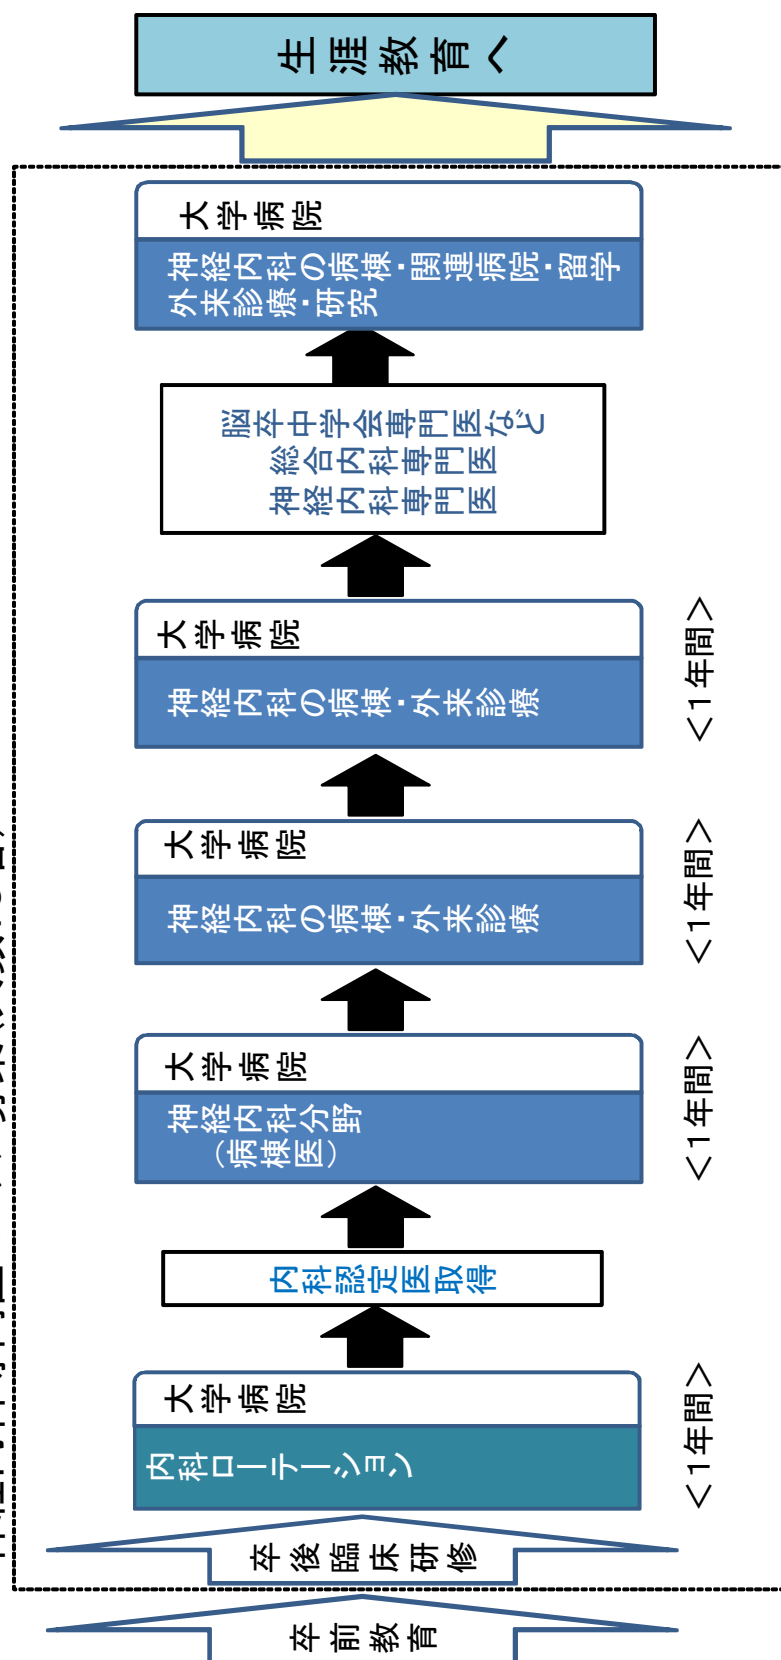 卒前教育
卒後臨床研修
大学病院
内科ローテーション
<1年間>
内科認定医取得
大学病院
神経内科分野
(病棟医)
<1年間>
大学病院
神経内科の病棟・外来診療
<1年間>
大学病院
神経内科の病棟・外来診療
<1年間>
脳卒中学会専門医など
総合内科専門医
神経内科専門医
大学病院
神経内科の病棟・関連病院・留学
外来診療・研究
生涯教育へ